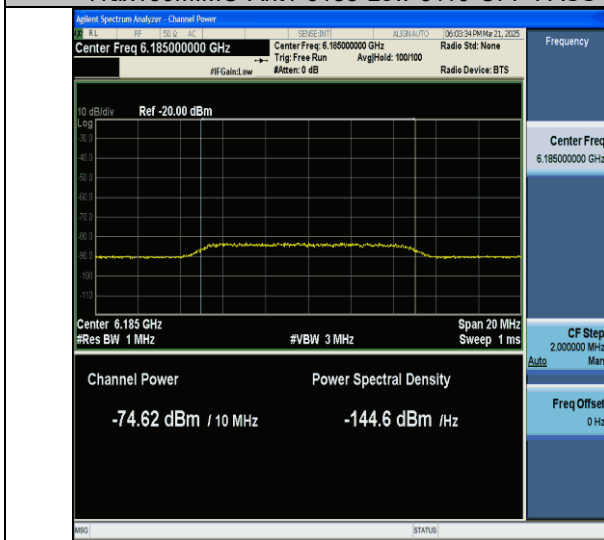 Agilent Spectrum Analyzer - Channel Power
RL RF 50 Ω AC SENSE:INT ALIGN AUTO 06:03:34 PM Mar 21, 2025
Center Freq 6.185000000 GHz
Center Freq: 6.185000000 GHz
Radio Std: None
Trig: Free Run Avg|Hold: 100/100
#IFGain:Low #Atten: 0 dB Radio Device: BTS
Frequency
10 dB/div Ref -20.00 dBm
Log
-30.0
-40.0
-50.0
-60.0
-70.0
-80.0
-90.0
-100
-110
Center Freq
6.185000000 GHz
Center 6.185 GHz Span 20 MHz
#Res BW 1 MHz #VBW 3 MHz Sweep 1 ms
CF Step
2.000000 MHz
Auto Man
Channel Power Power Spectral Density
-74.62 dBm / 10 MHz -144.6 dBm /Hz
Freq Offset
0 Hz
MSG STATUS